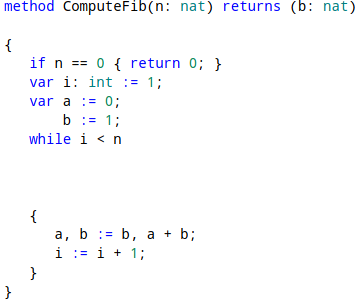 method ComputeFib(n: nat) returns (b: nat)
{
if n == 0 { return 0; }
var i: int := 1;
var a := 0;
b := 1;
while i < n
{
a, b := b, a + b;
i := i + 1;
}
}